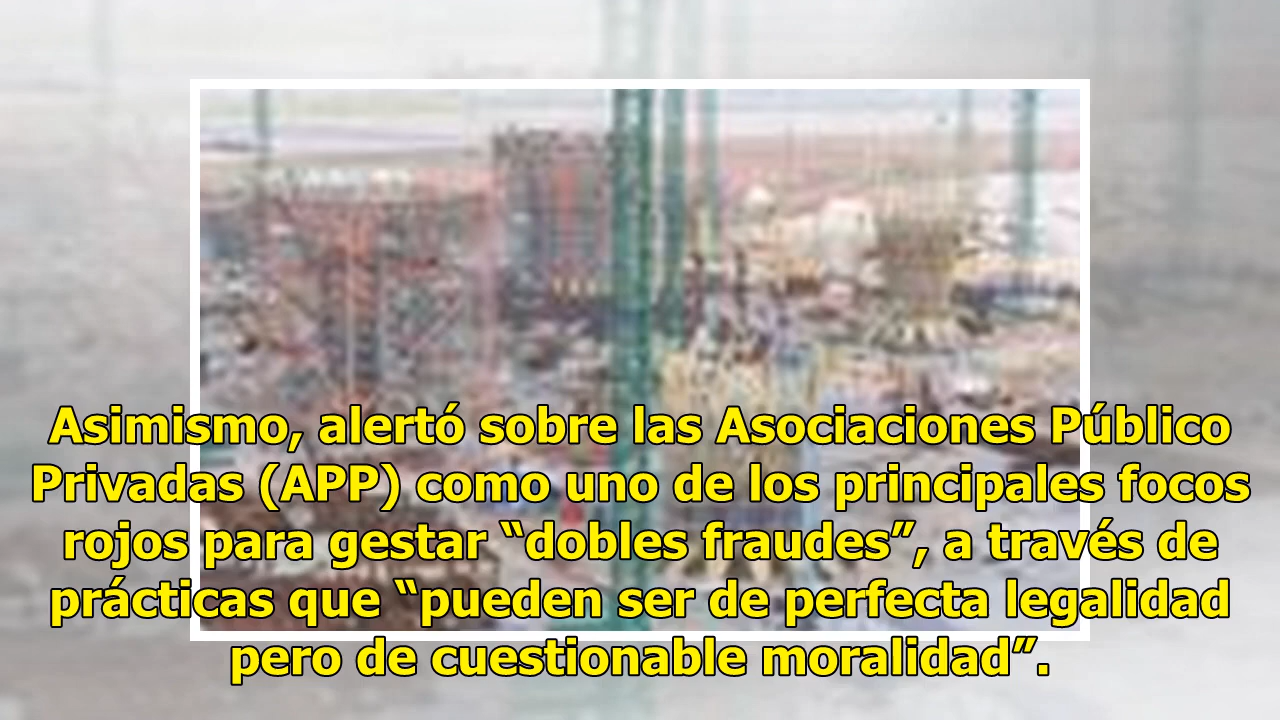 Asimismo, alertó sobre las Asociaciones Público
Privadas (APP) como uno de los principales focos
rojos para gestar “dobles fraudes”, a través de
prácticas que “pueden ser de perfecta legalidad
pero de cuestionable moralidad”.